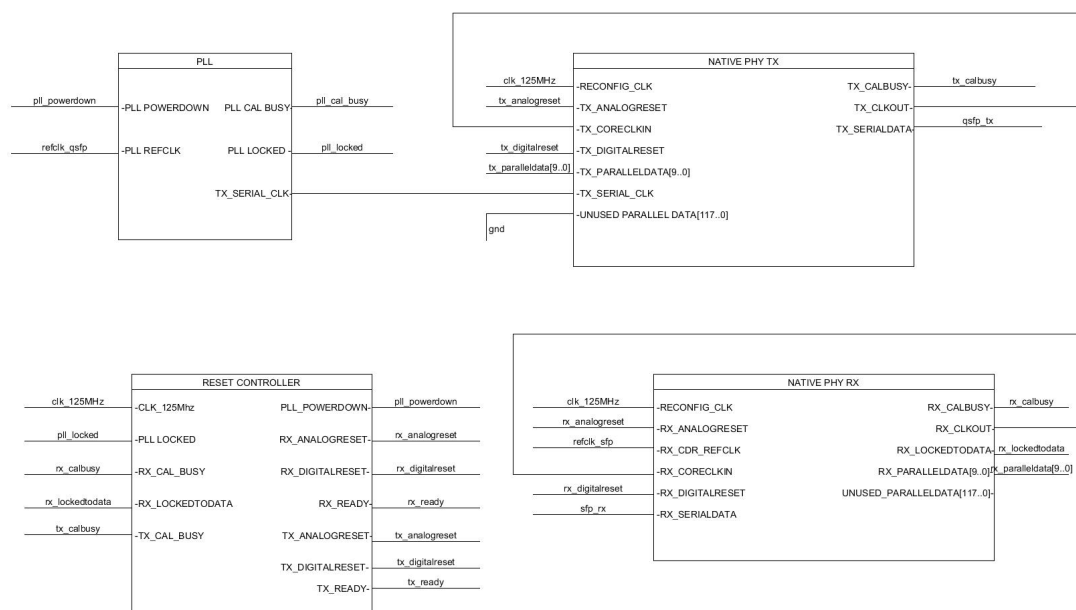 PLL
pll_powerdown
-PLL POWERDOWN
PLL CAL BUSY-
pll_cal_busy
refclk_qsfp
-PLL REFCLK
PLL LOCKED -
pll_locked
TX_SERIAL_CLK-
NATIVE PHY TX
clk_125MHz
-RECONFIG_CLK
TX_CALBUSY-
tx_calbusy
tx_analogreset
-TX_ANALOGRESET
TX_CLKOUT-
-TX_CORECLKIN
TX_SERIALDATA-
qsfp_tx
tx_digitalreset
-TX_DIGITALRESET
tx_paralleldata[9..0]
-TX_PARALLELDATA[9..0]
-TX_SERIAL_CLK
-UNUSED PARALLEL DATA[117..0]
gnd
RESET CONTROLLER
clk_125MHz
-CLK_125Mhz
PLL_POWERDOWN-
pll_powerdown
pll_locked
-PLL LOCKED
RX_ANALOGRESET-
rx_analogreset
rx_calbusy
-RX_CAL_BUSY
RX_DIGITALRESET-
rx_digitalreset
rx_lockedtodata
-RX_LOCKEDTODATA
RX_READY-
rx_ready
tx_calbusy
-TX_CAL_BUSY
TX_ANALOGRESET-
tx_analogreset
TX_DIGITALRESET-
tx_digitalreset
TX_READY-
tx_ready
NATIVE PHY RX
clk_125MHz
-RECONFIG_CLK
RX_CALBUSY-
rx_calbusy
rx_analogreset
-RX_ANALOGRESET
RX_CLKOUT-
refclk_sfp
-RX_CDR_REFCLK
RX_LOCKEDTODATA-
rx_lockedtodata
-RX_CORECLKIN
RX_PARALLELDATA[9..0]-
rx_paralleldata[9..0]
rx_digitalreset
-RX_DIGITALRESET
UNUSED_PARALLELDATA[117..0]-
sfp_rx
-RX_SERIALDATA